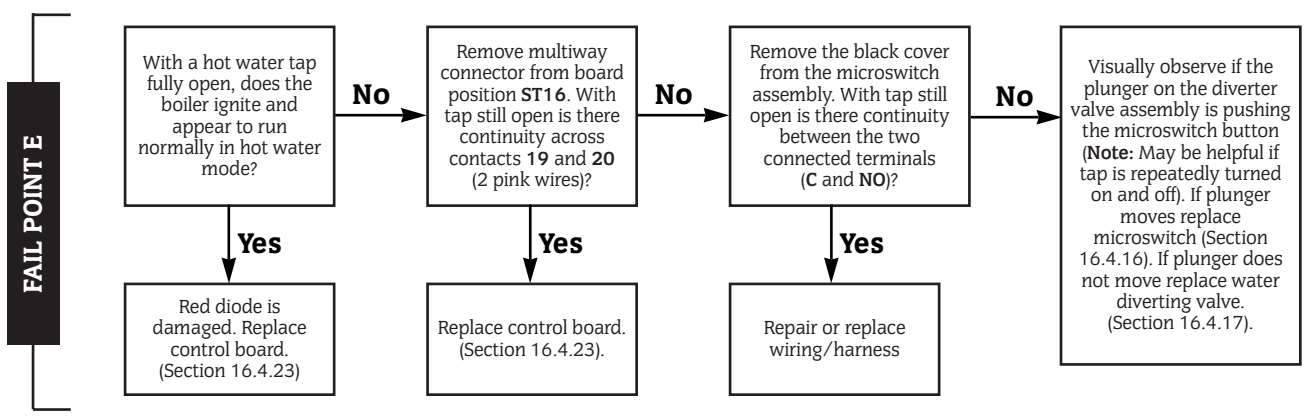 FAIL POINT E
With a hot water tap
fully open, does the
boiler ignite and
appear to run
normally in hot water
mode?
No
Remove multiway
connector from board
position ST16. With
tap still open is there
continuity across
contacts 19 and 20
(2 pink wires)?
No
Remove the black cover
from the microswitch
assembly. With tap still
open is there continuity
between the two
connected terminals
(C and NO)?
No
Visually observe if the
plunger on the diverter
valve assembly is pushing
the microswitch button
(Note: May be helpful if
tap is repeatedly turned
on and off). If plunger
moves replace
microswitch (Section
16.4.16). If plunger does
not move replace water
diverting valve.
(Section 16.4.17).
Yes
Yes
Yes
Red diode is
damaged. Replace
control board.
(Section 16.4.23)
Replace control board.
(Section 16.4.23).
Repair or replace
wiring/harness